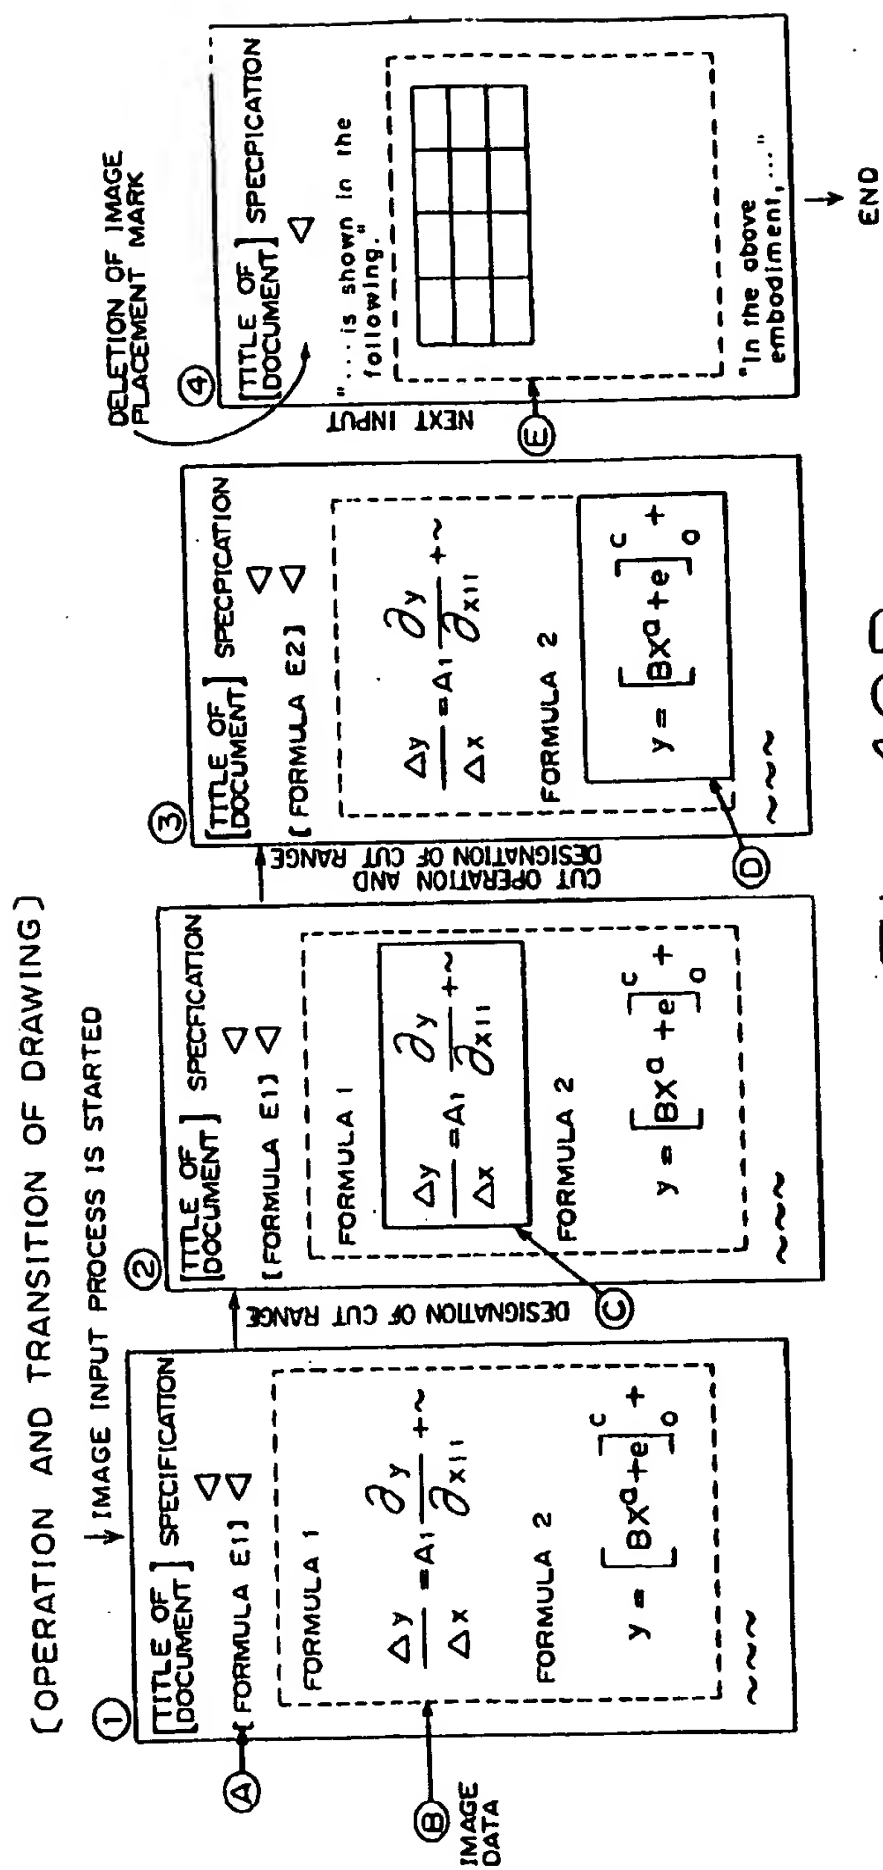 [OPERATION AND TRANSITION OF DRAWING]
↓ IMAGE INPUT PROCESS IS STARTED
①
[TITLE OF DOCUMENT] SPECIFICATION
[FORMULA E1]
FORMULA 1
Δy/Δx = A1 ∂y/∂x11 +~
FORMULA 2
y = [BX^a+e]^c_o +
~~~
Ⓐ
Ⓑ
IMAGE
DATA
DESIGNATION OF CUT RANGE
②
[TITLE OF DOCUMENT] SPECFICATION
[FORMULA E1]
FORMULA 1
Δy/Δx = A1 ∂y/∂x11 +~
FORMULA 2
y = [BX^a+e]^c_o +
~~~
Ⓒ
CUT OPERATION AND
DESIGNATION OF CUT RANGE
③
[TITLE OF DOCUMENT] SPECPICATION
[FORMULA E2]
Δy/Δx = A1 ∂y/∂x11 +~
FORMULA 2
y = [BX^a+e]^c_o +
~~~
Ⓓ
NEXT INPUT
DELETION OF IMAGE
PLACEMENT MARK
④
[TITLE OF DOCUMENT] SPECPICATION
"...is shown in the
following."
Ⓔ
"In the above
embodiment,..."
↓
END